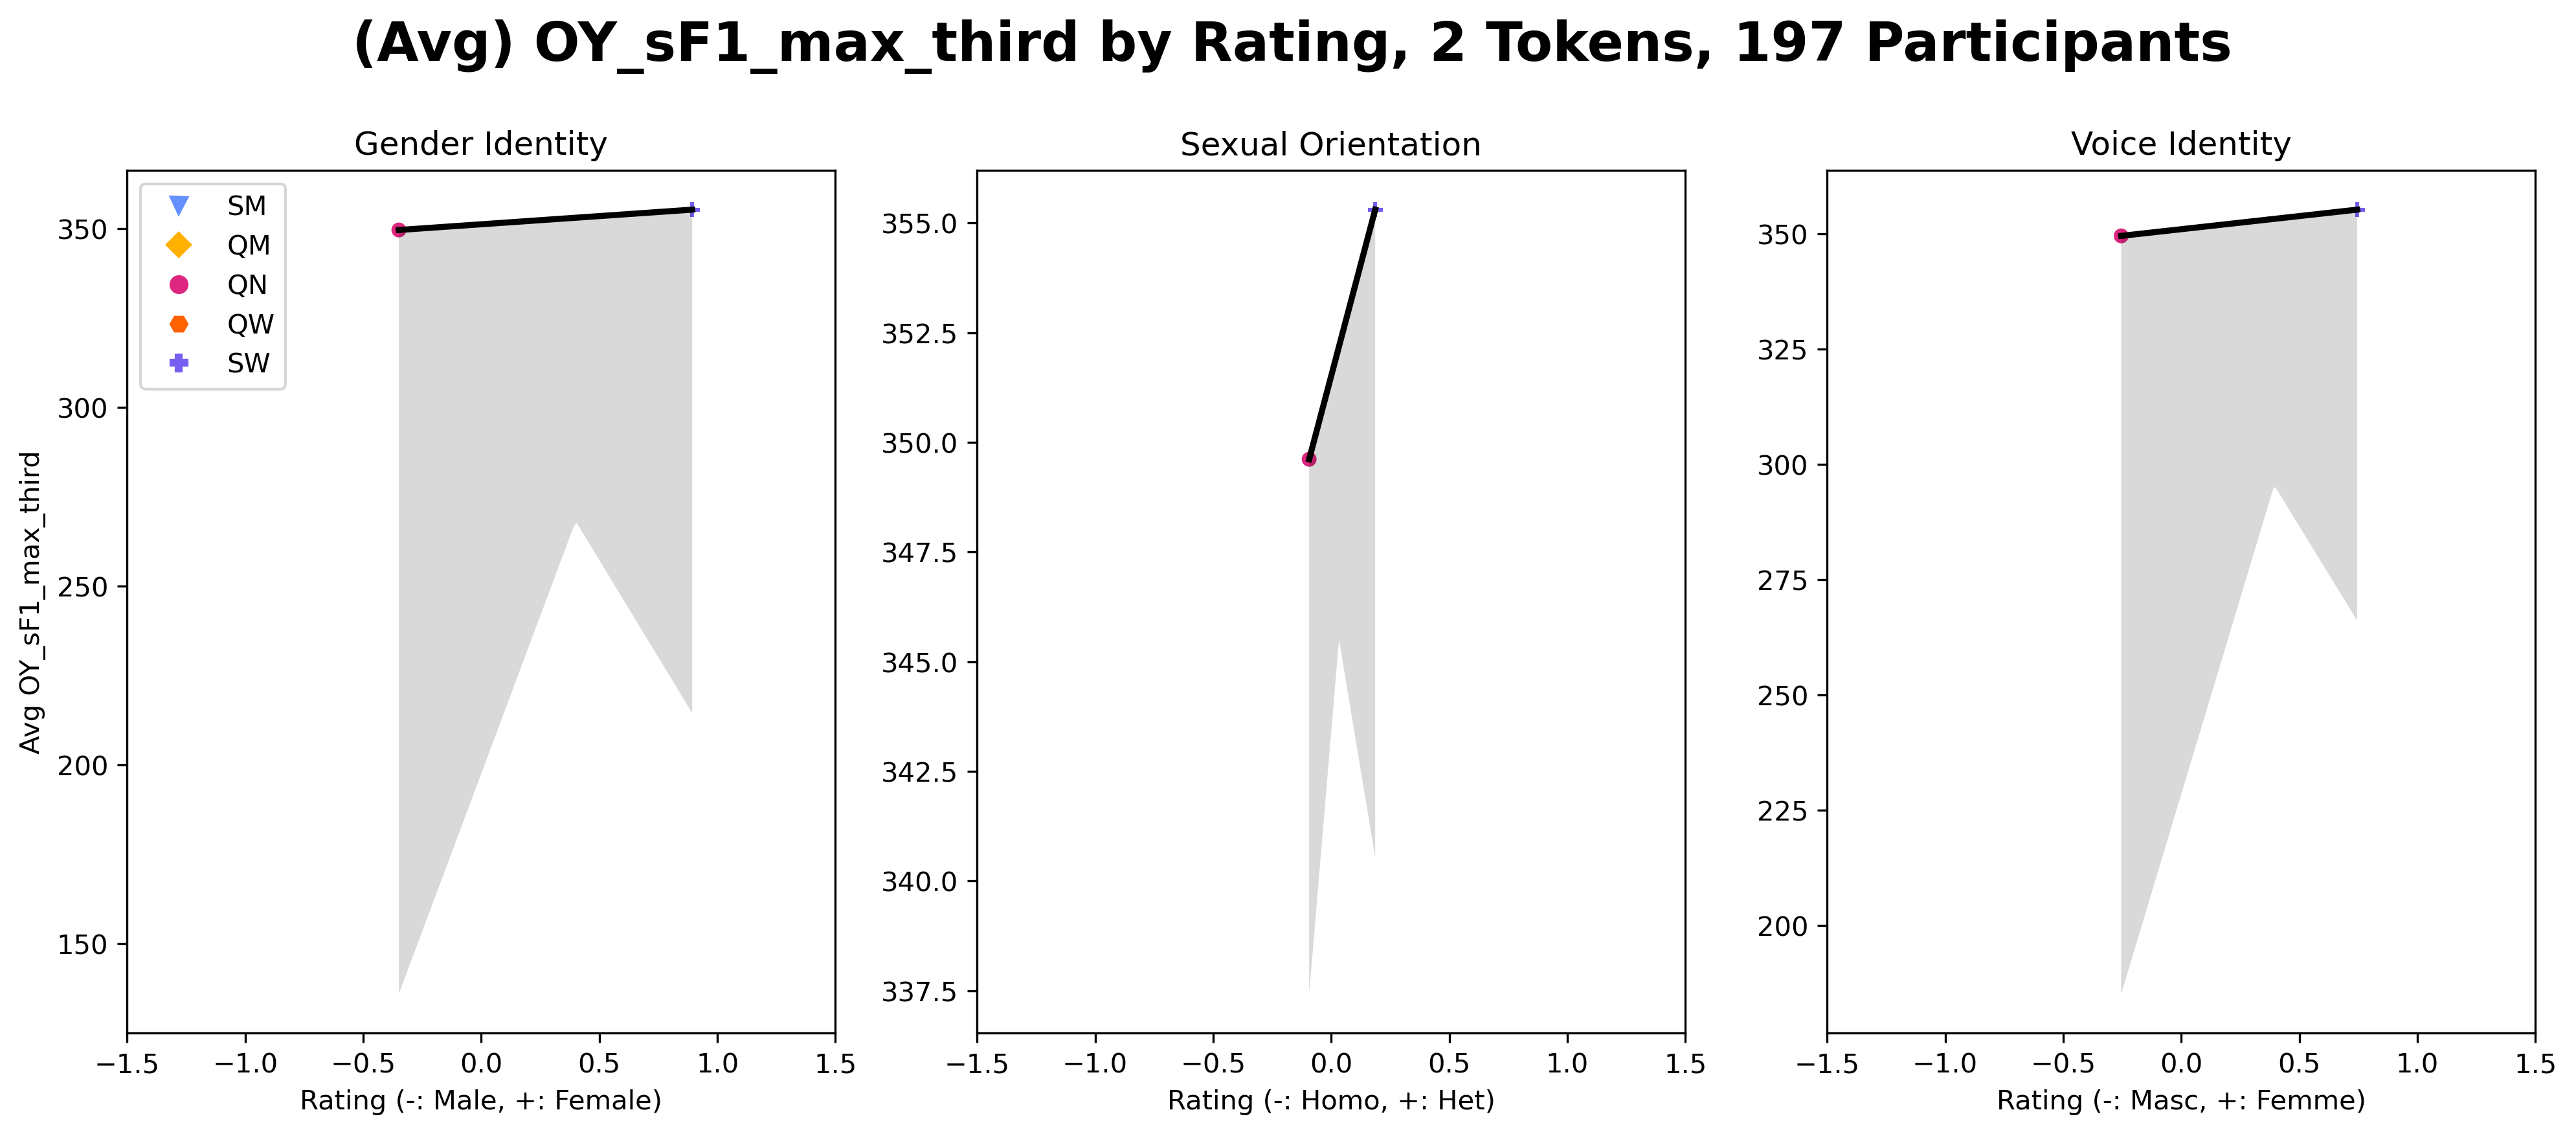 (Avg) OY_sF1_max_third by Rating, 2 Tokens, 197 Participants
Gender Identity
SM
QM
QN
QW
SW
350
300
250
200
150
Avg OY_sF1_max_third
−1.5 −1.0 −0.5 0.0 0.5 1.0 1.5
Rating (-: Male, +: Female)
Sexual Orientation
355.0
352.5
350.0
347.5
345.0
342.5
340.0
337.5
−1.5 −1.0 −0.5 0.0 0.5 1.0 1.5
Rating (-: Homo, +: Het)
Voice Identity
350
325
300
275
250
225
200
−1.5 −1.0 −0.5 0.0 0.5 1.0 1.5
Rating (-: Masc, +: Femme)